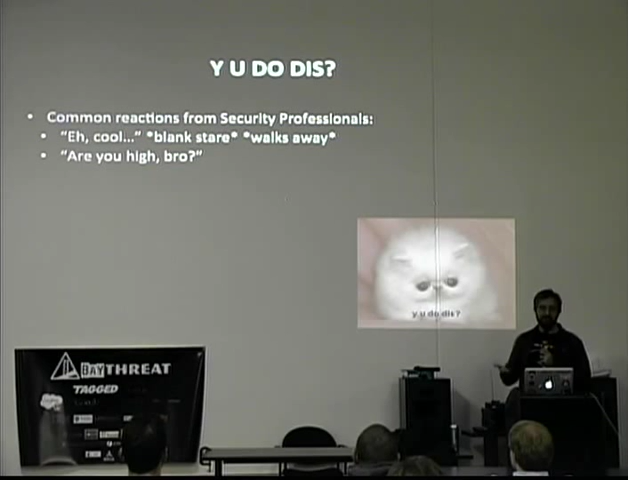 Y U DO DIS?
• Common reactions from Security Professionals:
• "Eh, cool..." *blank stare* *walks away*
• "Are you high, bro?"
y u do dis?
BAYTHREAT
TAGGED